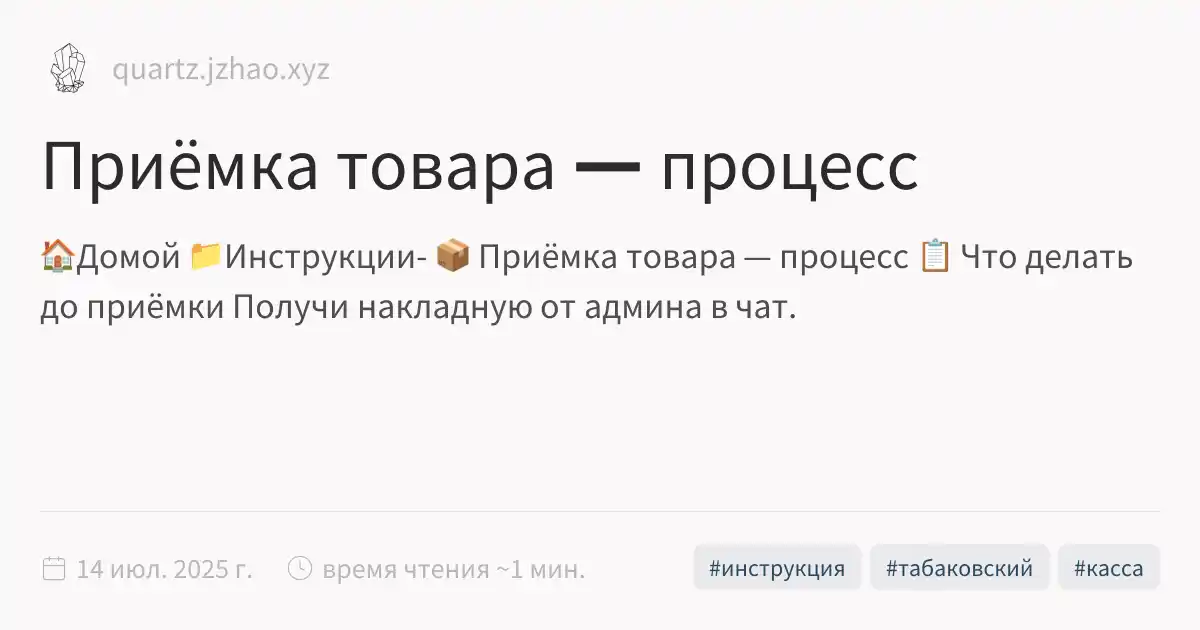 quartz.jzhao.xyz
Приёмка товара — процесс
🏠Домой 📁Инструкции- 📦 Приёмка товара — процесс 📋 Что делать
до приёмки Получи накладную от админа в чат.
14 июл. 2025 г. время чтения ~1 мин. #инструкция #табаковский #касса